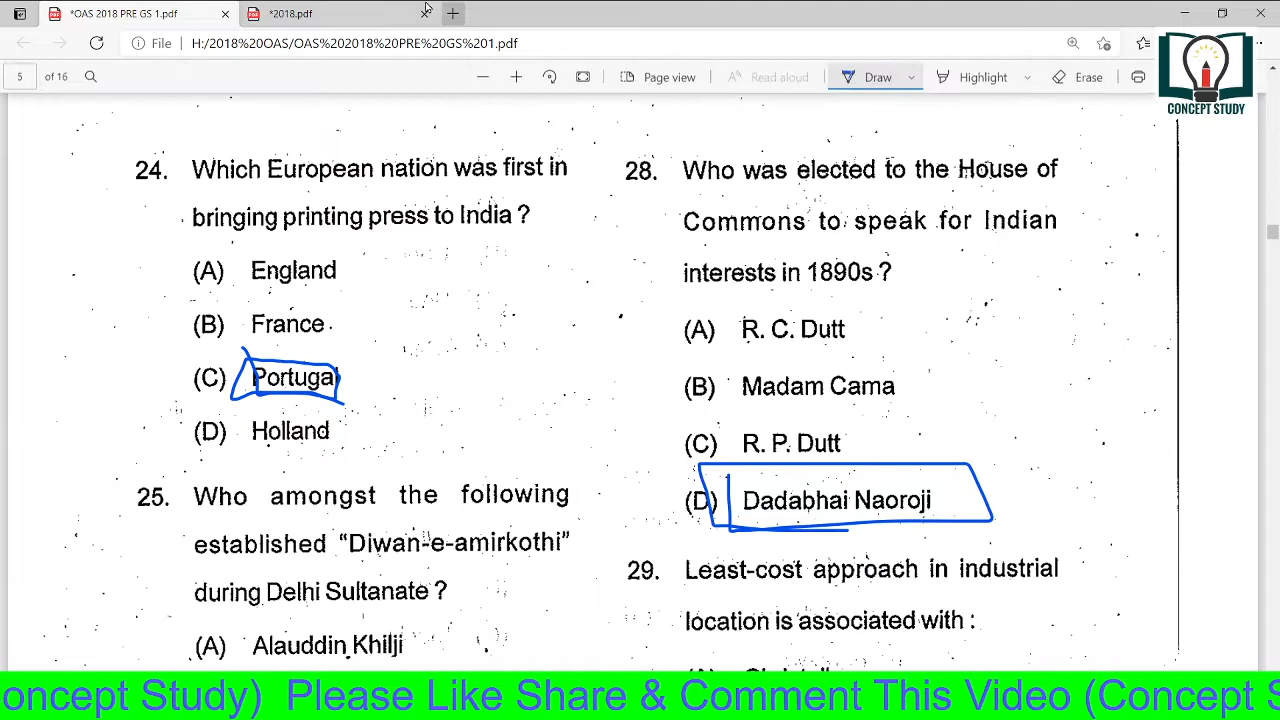 *OAS 2018 PRE GS 1.pdf
*2018.pdf
File
H:/2018%20OAS/OAS%202018%20PRE%20GS%201.pdf
5 of 16
Page view
Read aloud
Draw
Highlight
Erase
CONCEPT STUDY
24. Which European nation was first in
bringing printing press to India ?
(A) England
(B) France
(C) Portugal
(D) Holland
25. Who amongst the following
established “Diwan-e-amirkothi”
during Delhi Sultanate ?
(A) Alauddin Khilji
28. Who was elected to the House of
Commons to speak for Indian
interests in 1890s ?
(A) R. C. Dutt
(B) Madam Cama
(C) R. P. Dutt
(D) Dadabhai Naoroji
29. Least-cost approach in industrial
location is associated with :
oncept Study) Please Like Share & Comment This Video (Concept S